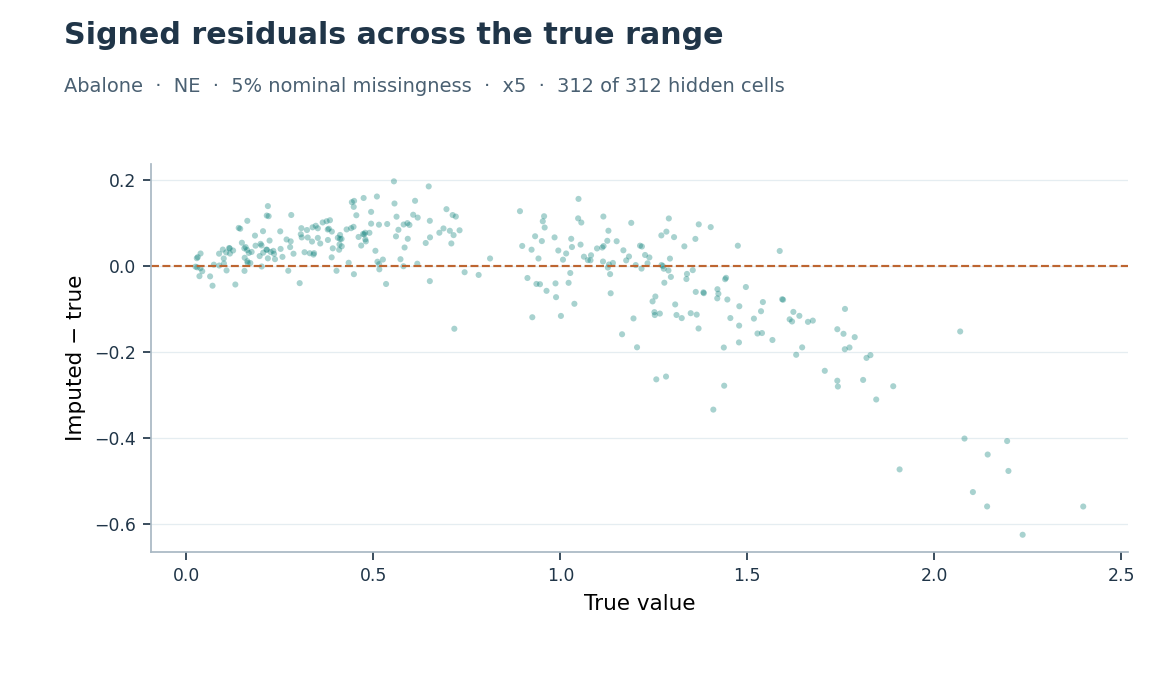 Signed residuals across the true range
Abalone · NE · 5% nominal missingness · x5 · 312 of 312 hidden cells
Imputed − true
0.2
0.0
−0.2
−0.4
−0.6
0.0 0.5 1.0 1.5 2.0 2.5
True value